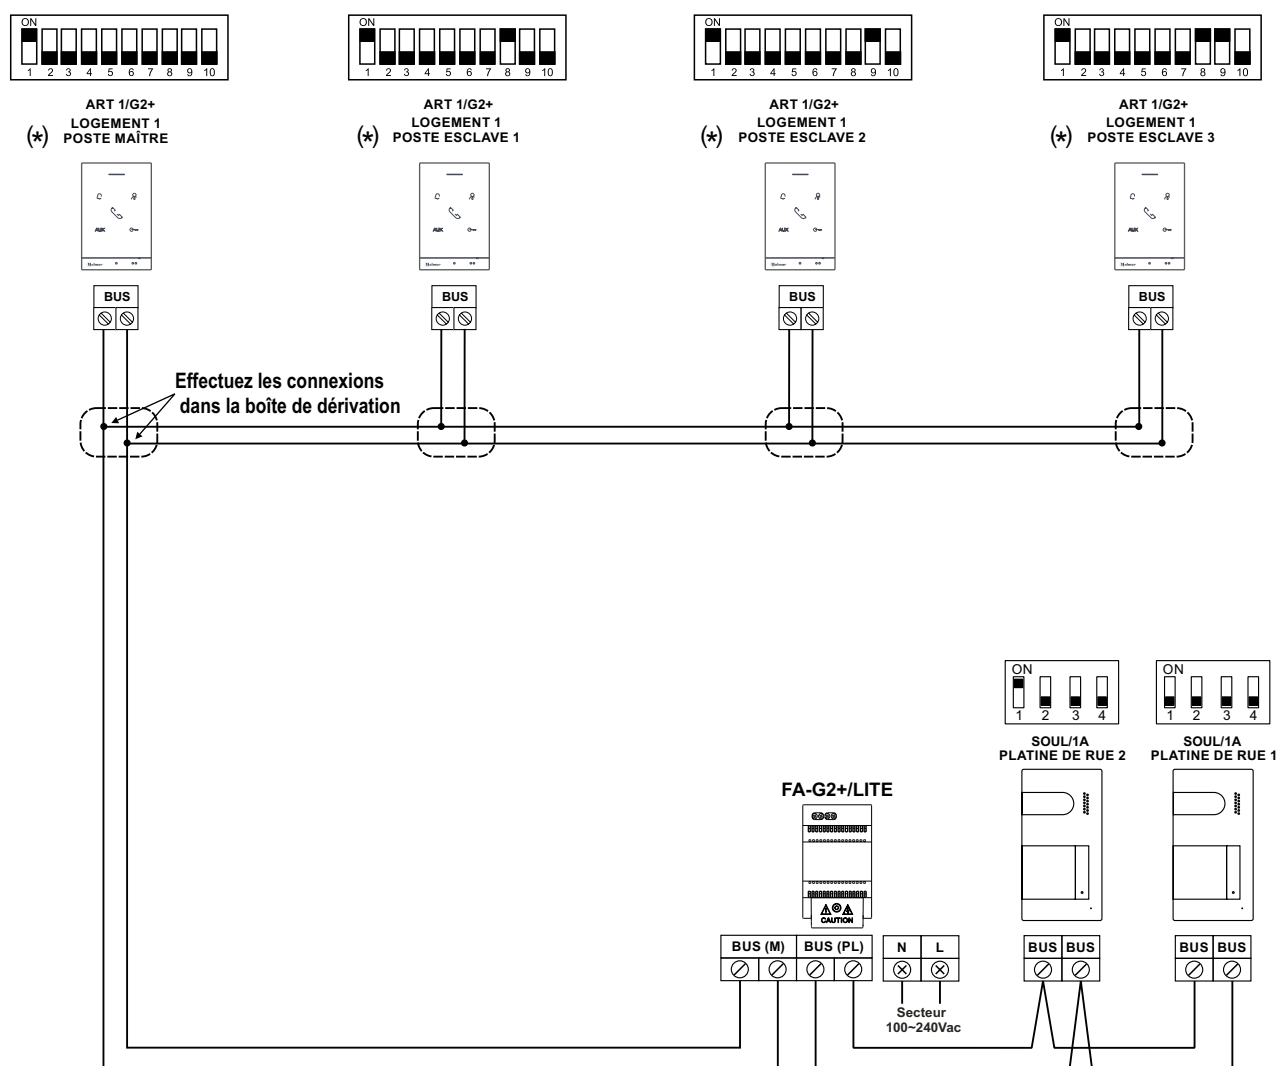 ON
1 2 3 4 5 6 7 8 9 10
ART 1/G2+
LOGEMENT 1
(*) POSTE MAÎTRE
AUX
BUS
ON
1 2 3 4 5 6 7 8 9 10
ART 1/G2+
LOGEMENT 1
(*) POSTE ESCLAVE 1
AUX
BUS
ON
1 2 3 4 5 6 7 8 9 10
ART 1/G2+
LOGEMENT 1
(*) POSTE ESCLAVE 2
AUX
BUS
ON
1 2 3 4 5 6 7 8 9 10
ART 1/G2+
LOGEMENT 1
(*) POSTE ESCLAVE 3
AUX
BUS
Effectuez les connexions
dans la boîte de dérivation
ON
1 2 3 4
SOUL/1A
PLATINE DE RUE 2
ON
1 2 3 4
SOUL/1A
PLATINE DE RUE 1
FA-G2+/LITE
CAUTION
BUS (M) BUS (PL) N L
Secteur
100~240Vac
BUS BUS
BUS BUS